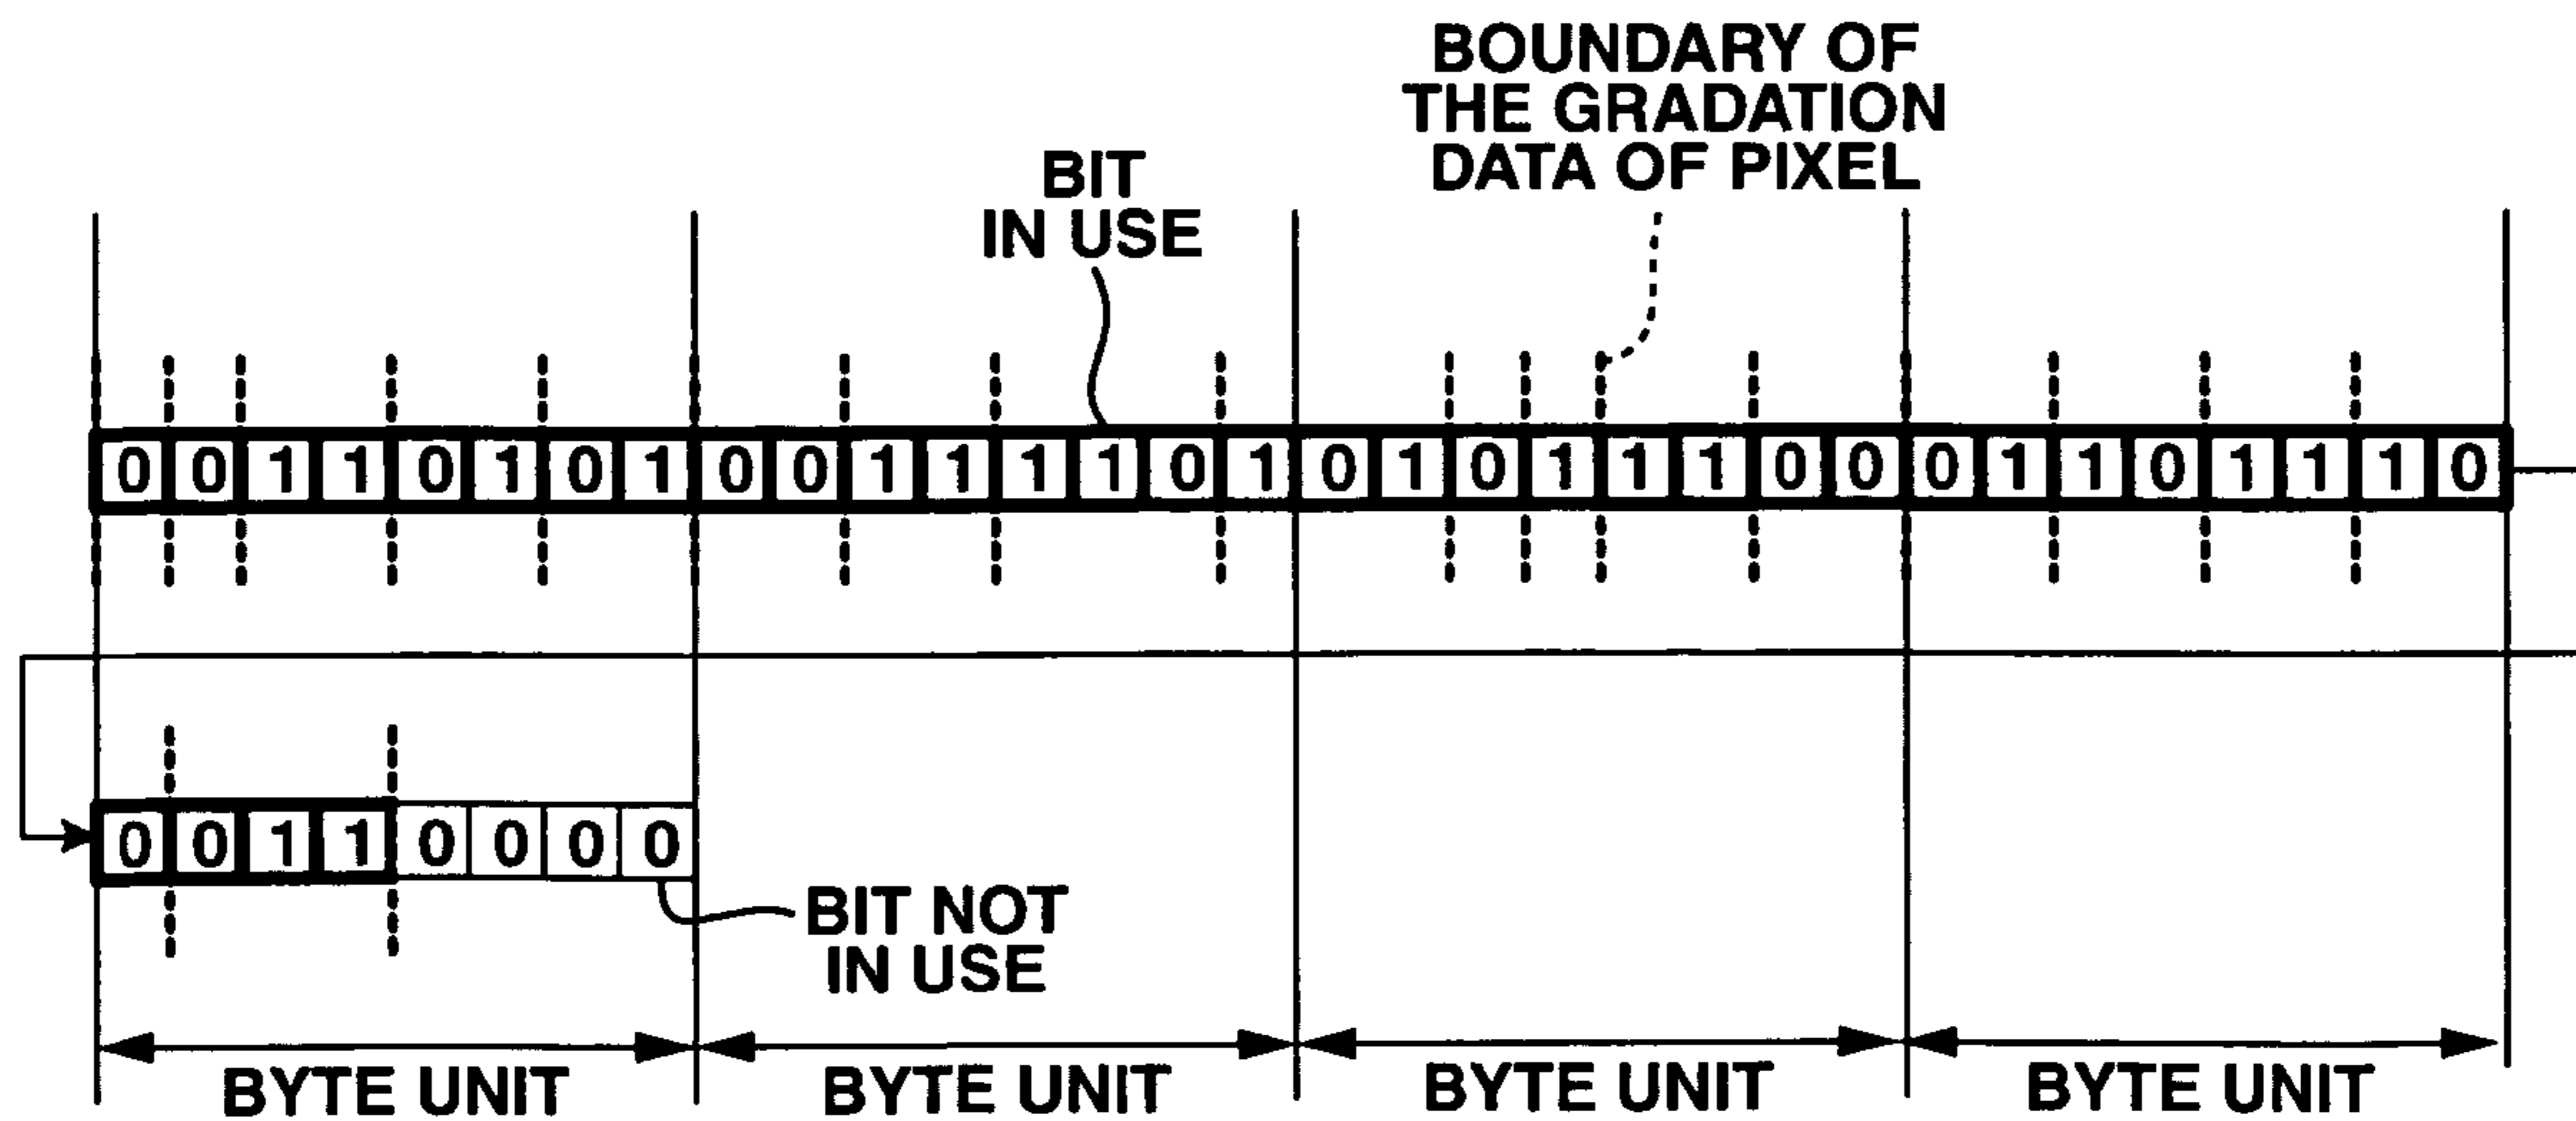 BOUNDARY OF
THE GRADATION
DATA OF PIXEL
BIT
IN USE
0 0 1 1 0 1 0 1 0 0 1 1 1 1 0 1 0 1 0 1 1 1 0 0 0 1 1 0 1 1 1 0
0 0 1 1 0 0 0 0
BIT NOT
IN USE
BYTE UNIT BYTE UNIT BYTE UNIT BYTE UNIT